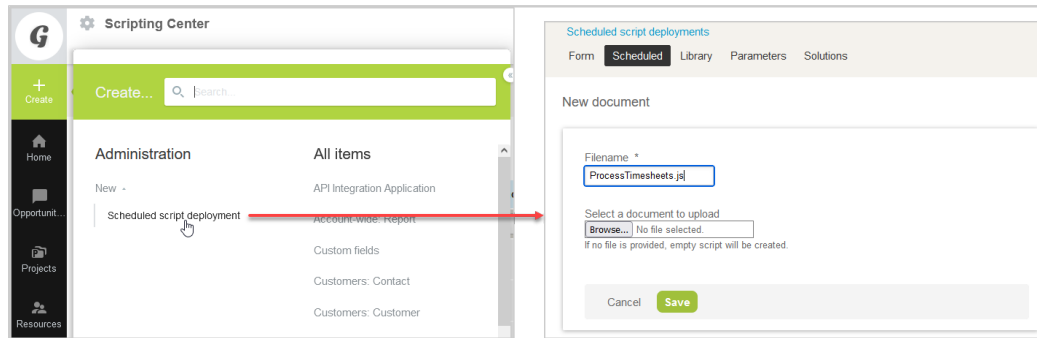 G
Scripting Center
Create
Create...
Search...
Home
Administration
All items
New -
API Integration Application
Opportunit...
Scheduled script deployment
Account-wide: Report
Projects
Custom fields
Customers: Contact
Resources
Customers: Customer
Scheduled script deployments
Form Scheduled Library Parameters Solutions
New document
Filename *
ProcessTimesheets.js
Select a document to upload
Browse... No file selected.
If no file is provided, empty script will be created.
Cancel Save